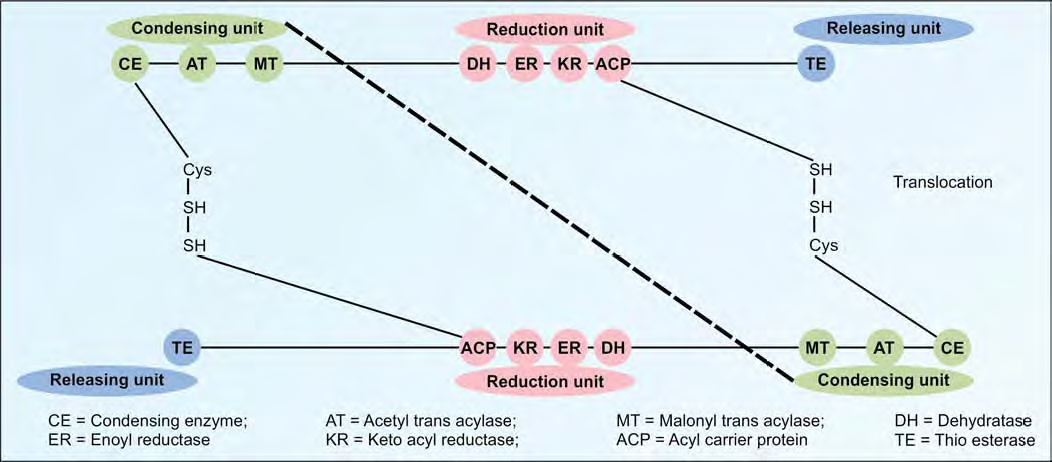 Condensing unit Reduction unit Releasing unit
CE AT MT DH ER KR ACP TE
Cys SH
Translocation
SH SH
SH Cys
TE ACP KR ER DH MT AT CE
Releasing unit Reduction unit Condensing unit
CE = Condensing enzyme; AT = Acetyl trans acylase; MT = Malonyl trans acylase; DH = Dehydratase
ER = Enoyl reductase KR = Keto acyl reductase; ACP = Acyl carrier protein TE = Thio esterase